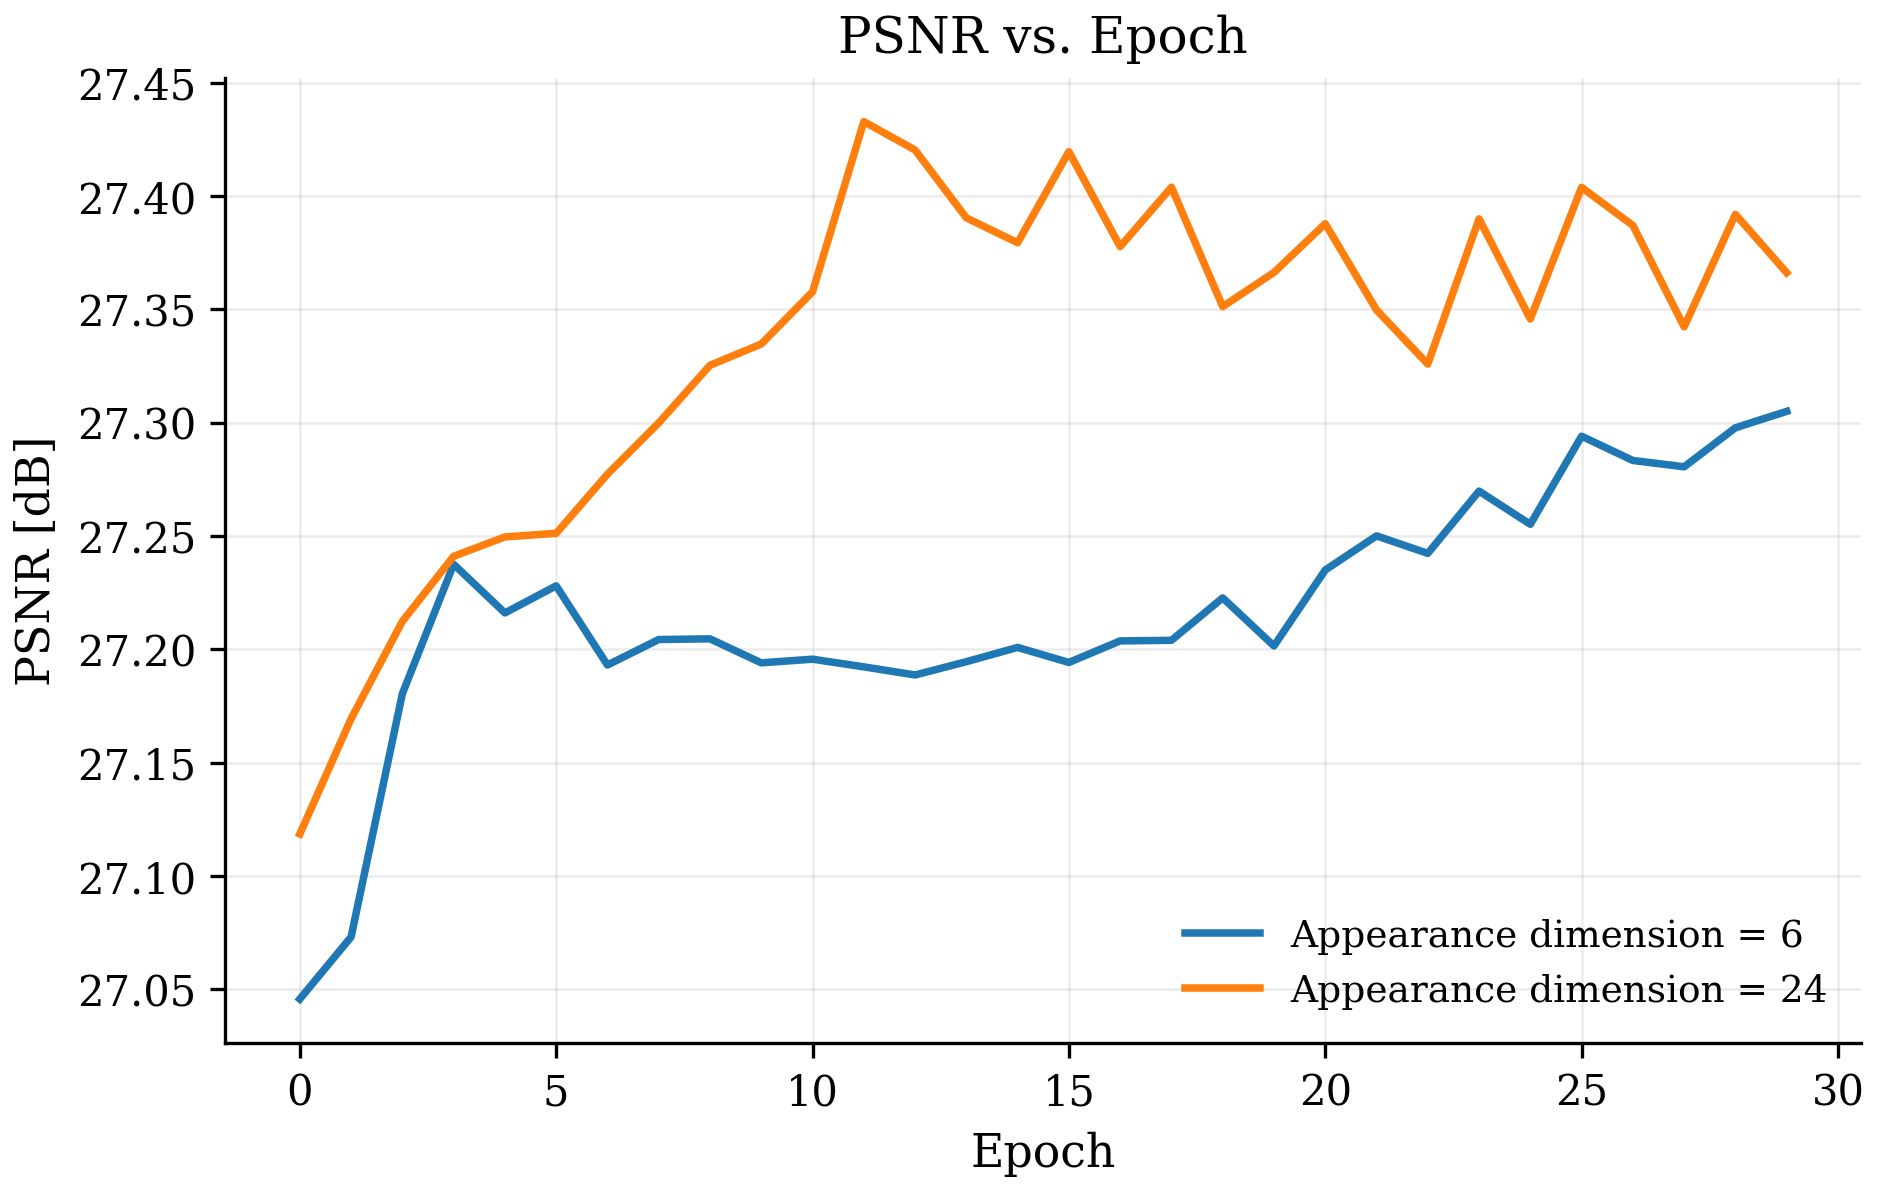 PSNR vs. Epoch
PSNR [dB]
27.45
27.40
27.35
27.30
27.25
27.20
27.15
27.10
27.05
Appearance dimension = 6
Appearance dimension = 24
0 5 10 15 20 25 30
Epoch